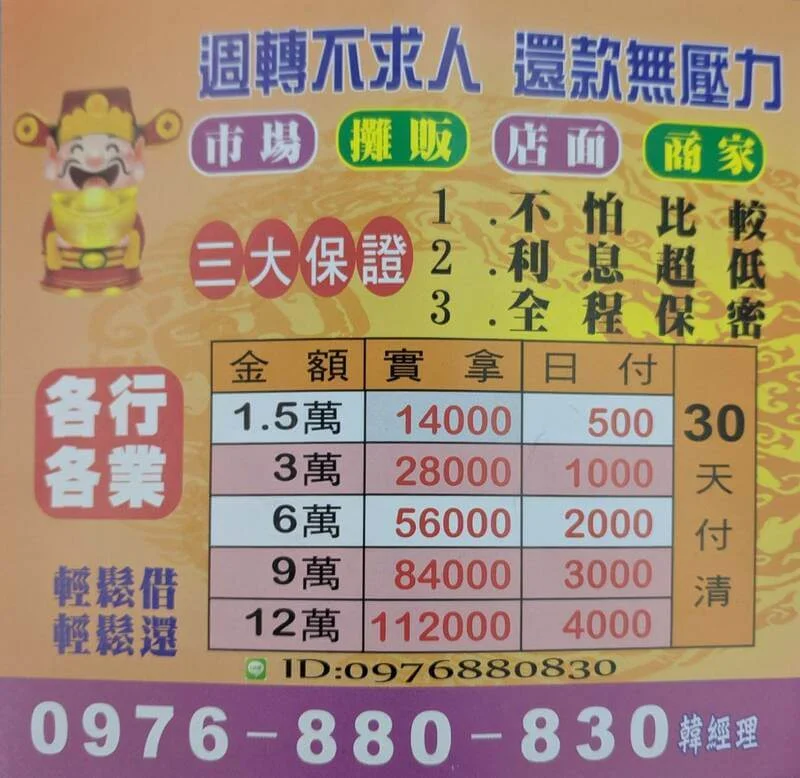 週轉不求人 還款無壓力
市場 攤販 店面 商家
三大保證
1.不怕比較
2.利息超低
3.全程保密
各行各業
金額 實拿 日付
1.5萬 14000 500
3萬 28000 1000
6萬 56000 2000
9萬 84000 3000
12萬 112000 4000
30天付清
輕鬆借
輕鬆還
ID:0976880830
0976-880-830 韓經理